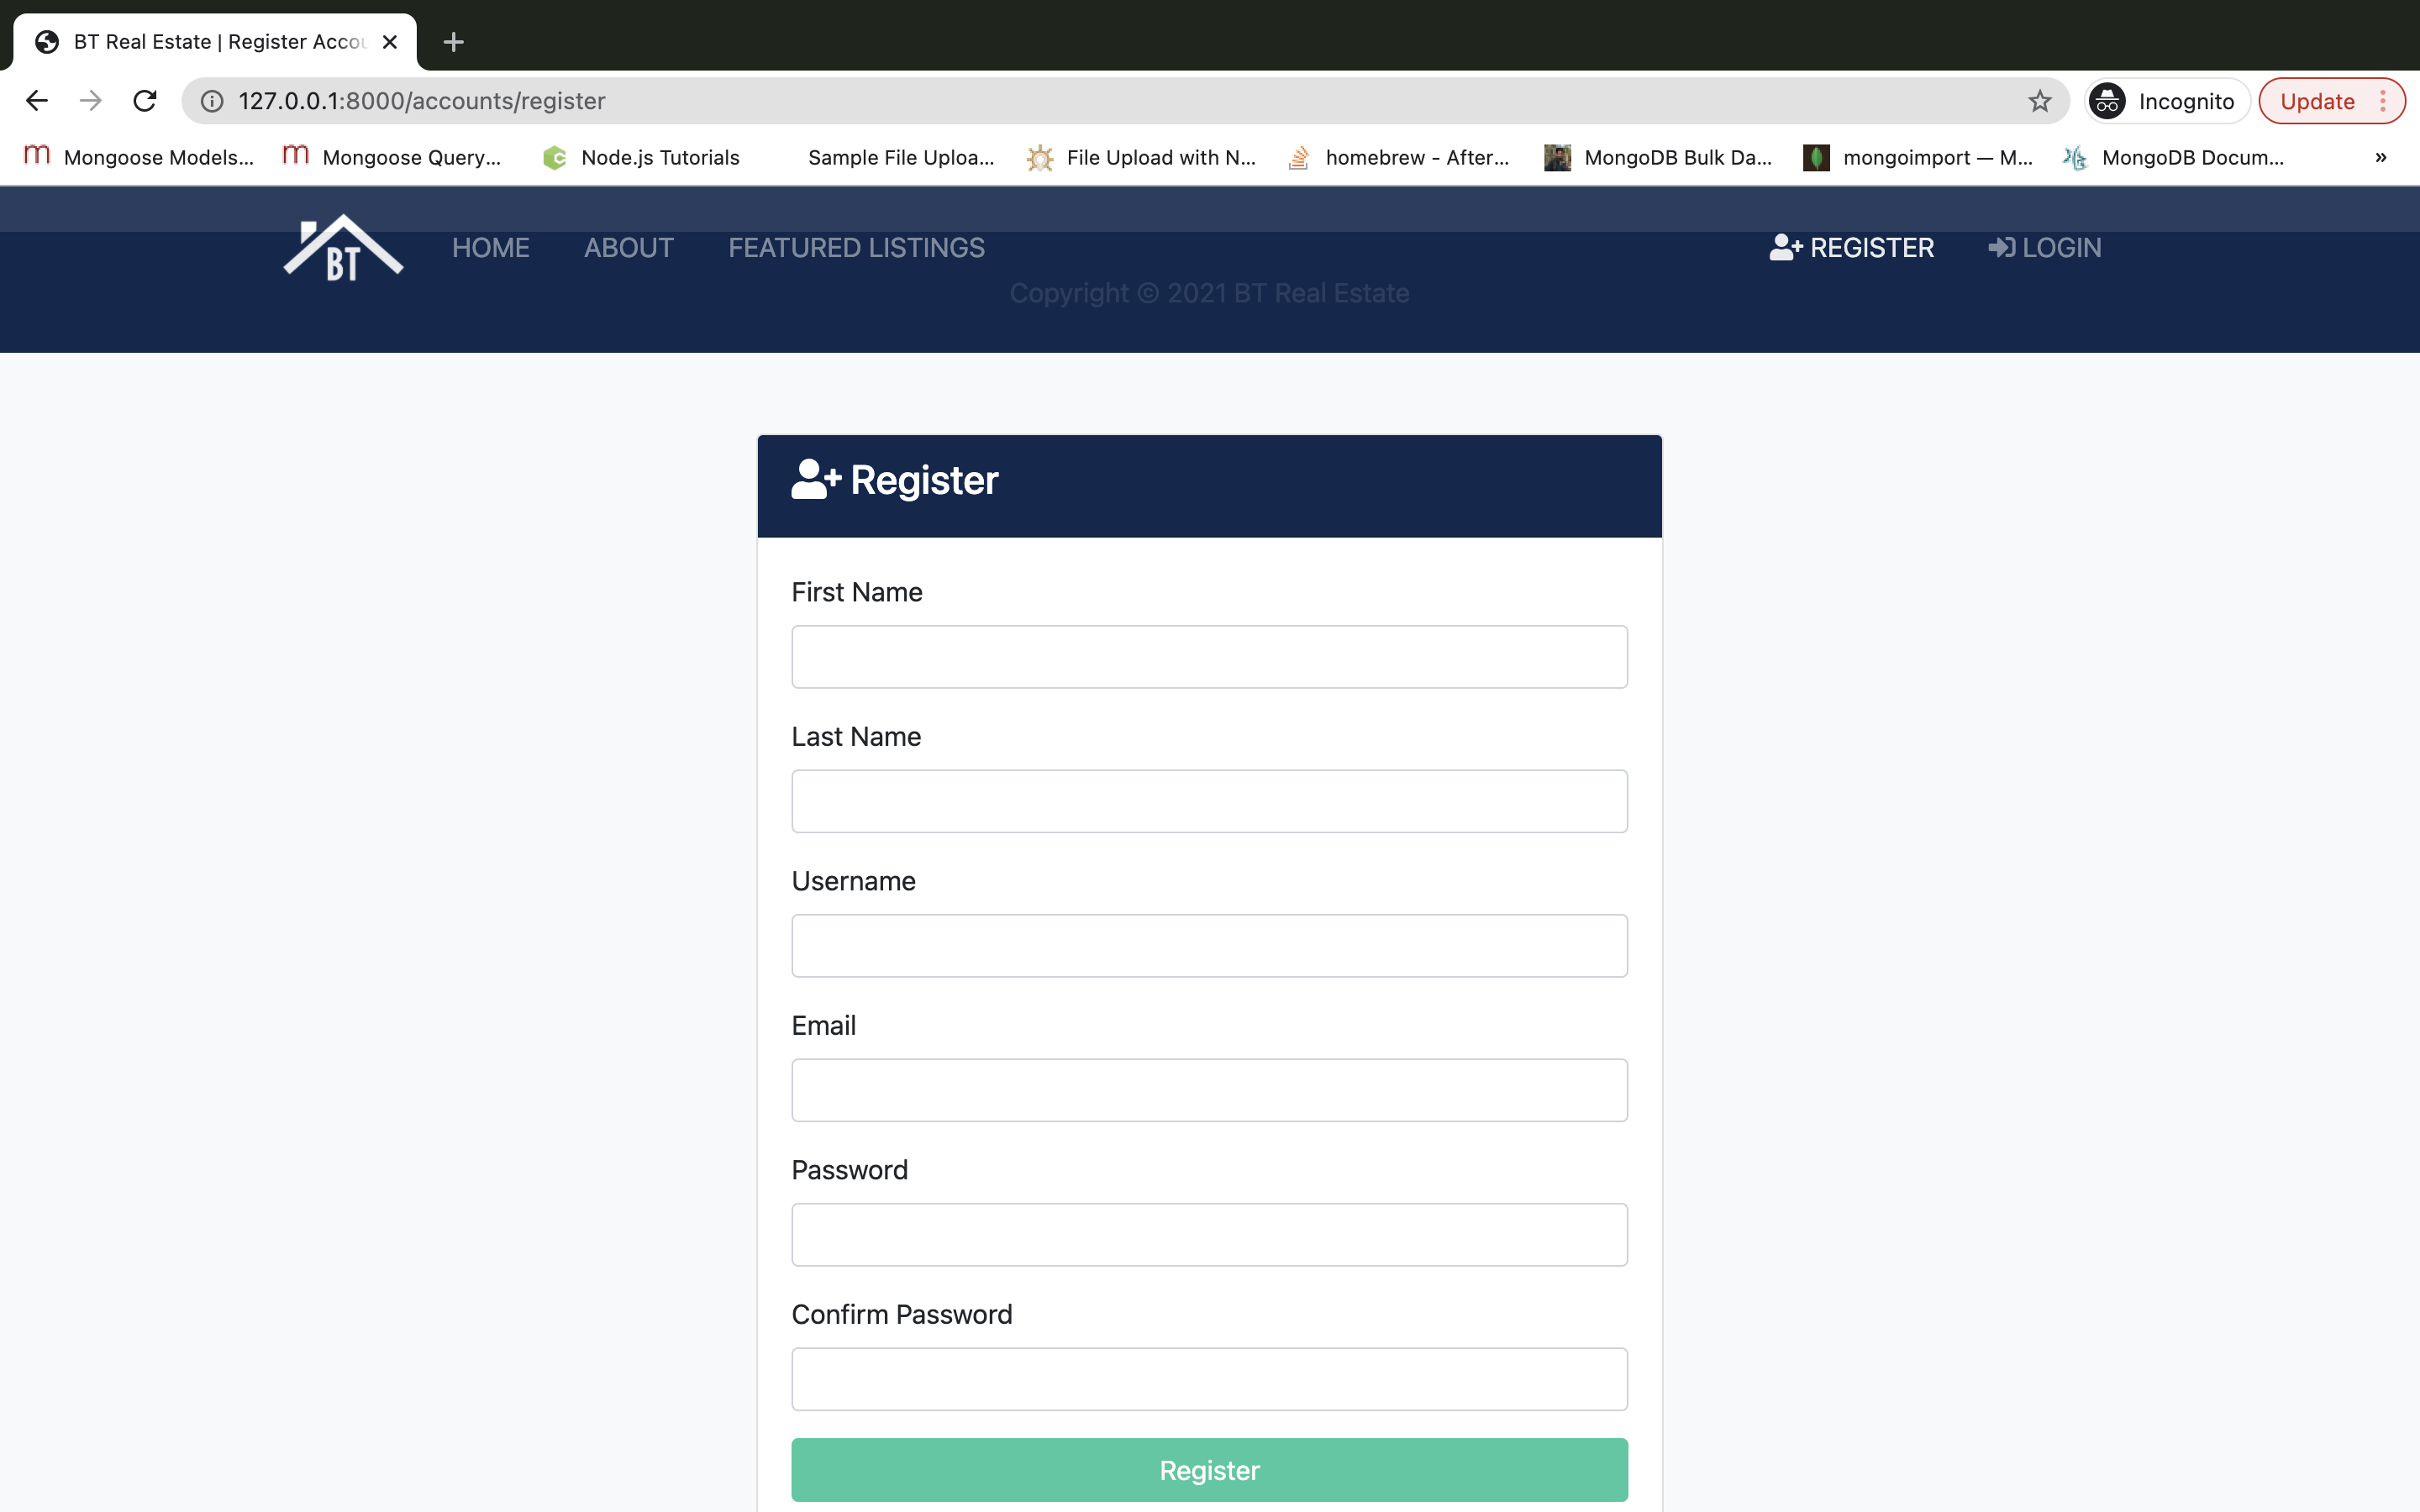 BT Real Estate | Register Accou
127.0.0.1:8000/accounts/register
Incognito
Update
Mongoose Models...
Mongoose Query...
Node.js Tutorials
Sample File Uploa...
File Upload with N...
homebrew - After...
MongoDB Bulk Da...
mongoimport — M...
MongoDB Docum...
»
BT
HOME
ABOUT
FEATURED LISTINGS
REGISTER
LOGIN
Copyright © 2021 BT Real Estate
Register
First Name
Last Name
Username
Email
Password
Confirm Password
Register